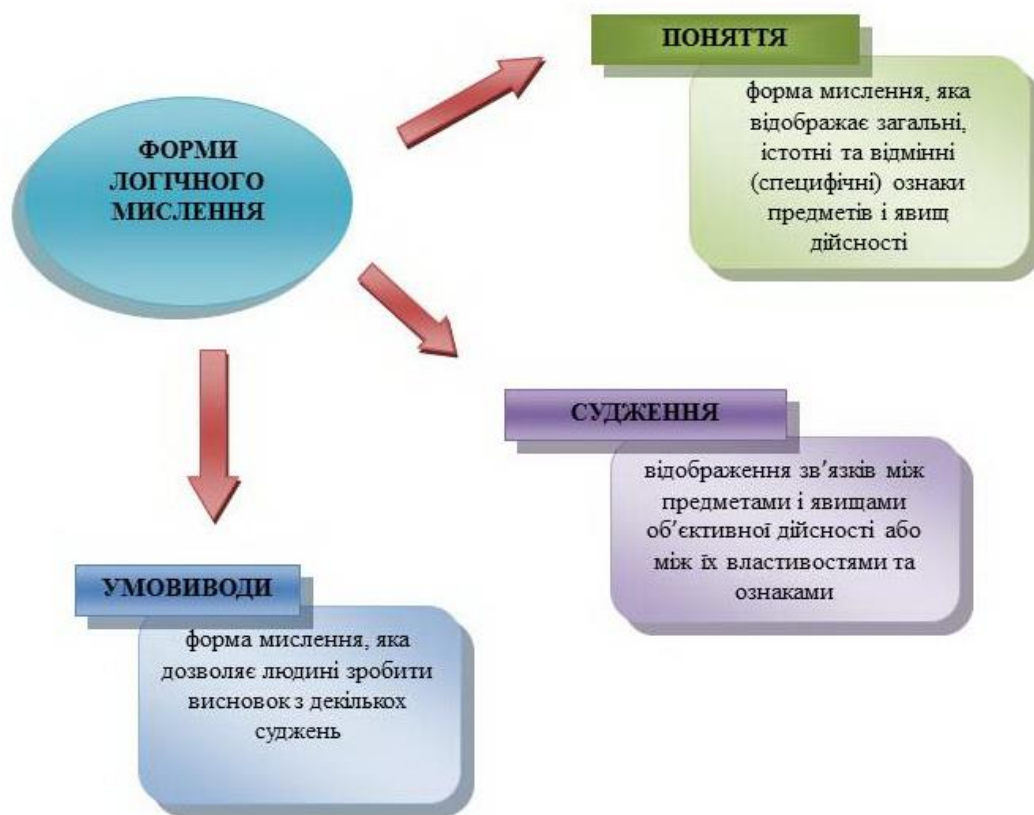 ФОРМИ
ЛОГІЧНОГО
МИСЛЕННЯ
ПОНЯТТЯ
форма мислення, яка
відображає загальні,
істотні та відмінні
(специфічні) ознаки
предметів і явищ
дійсності
СУДЖЕННЯ
відображення зв’язків між
предметами і явищами
об’єктивної дійсності або
між їх властивостями та
ознаками
УМОВИВОДИ
форма мислення, яка
дозволяє людині зробити
висновок з декількох
суджень